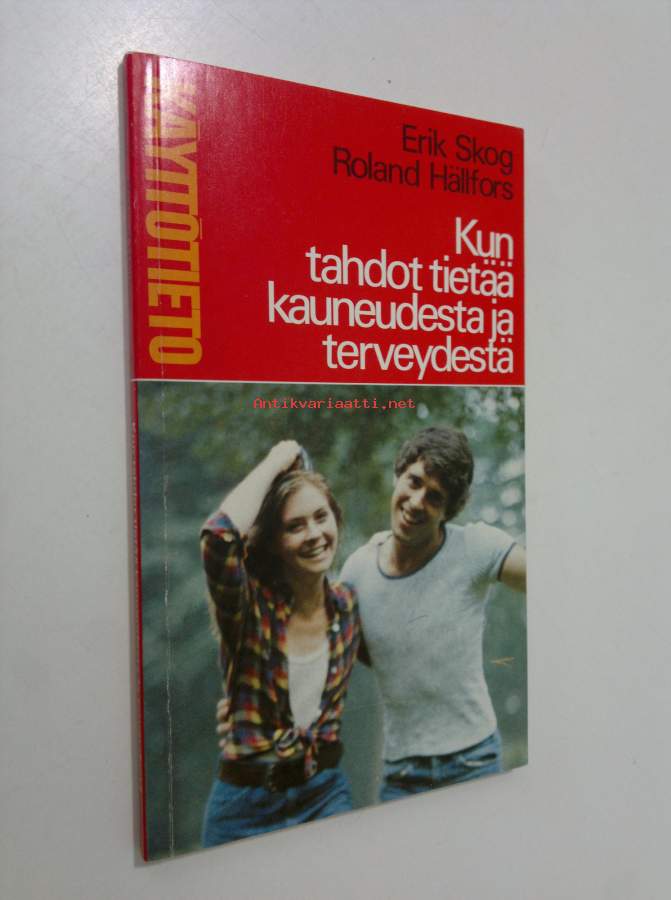 KÄYTTÖTIETO
Erik Skog
Roland Hällfors
Kun
tahdot tietää
kauneudesta ja
terveydestä
Antikvariaatti.net